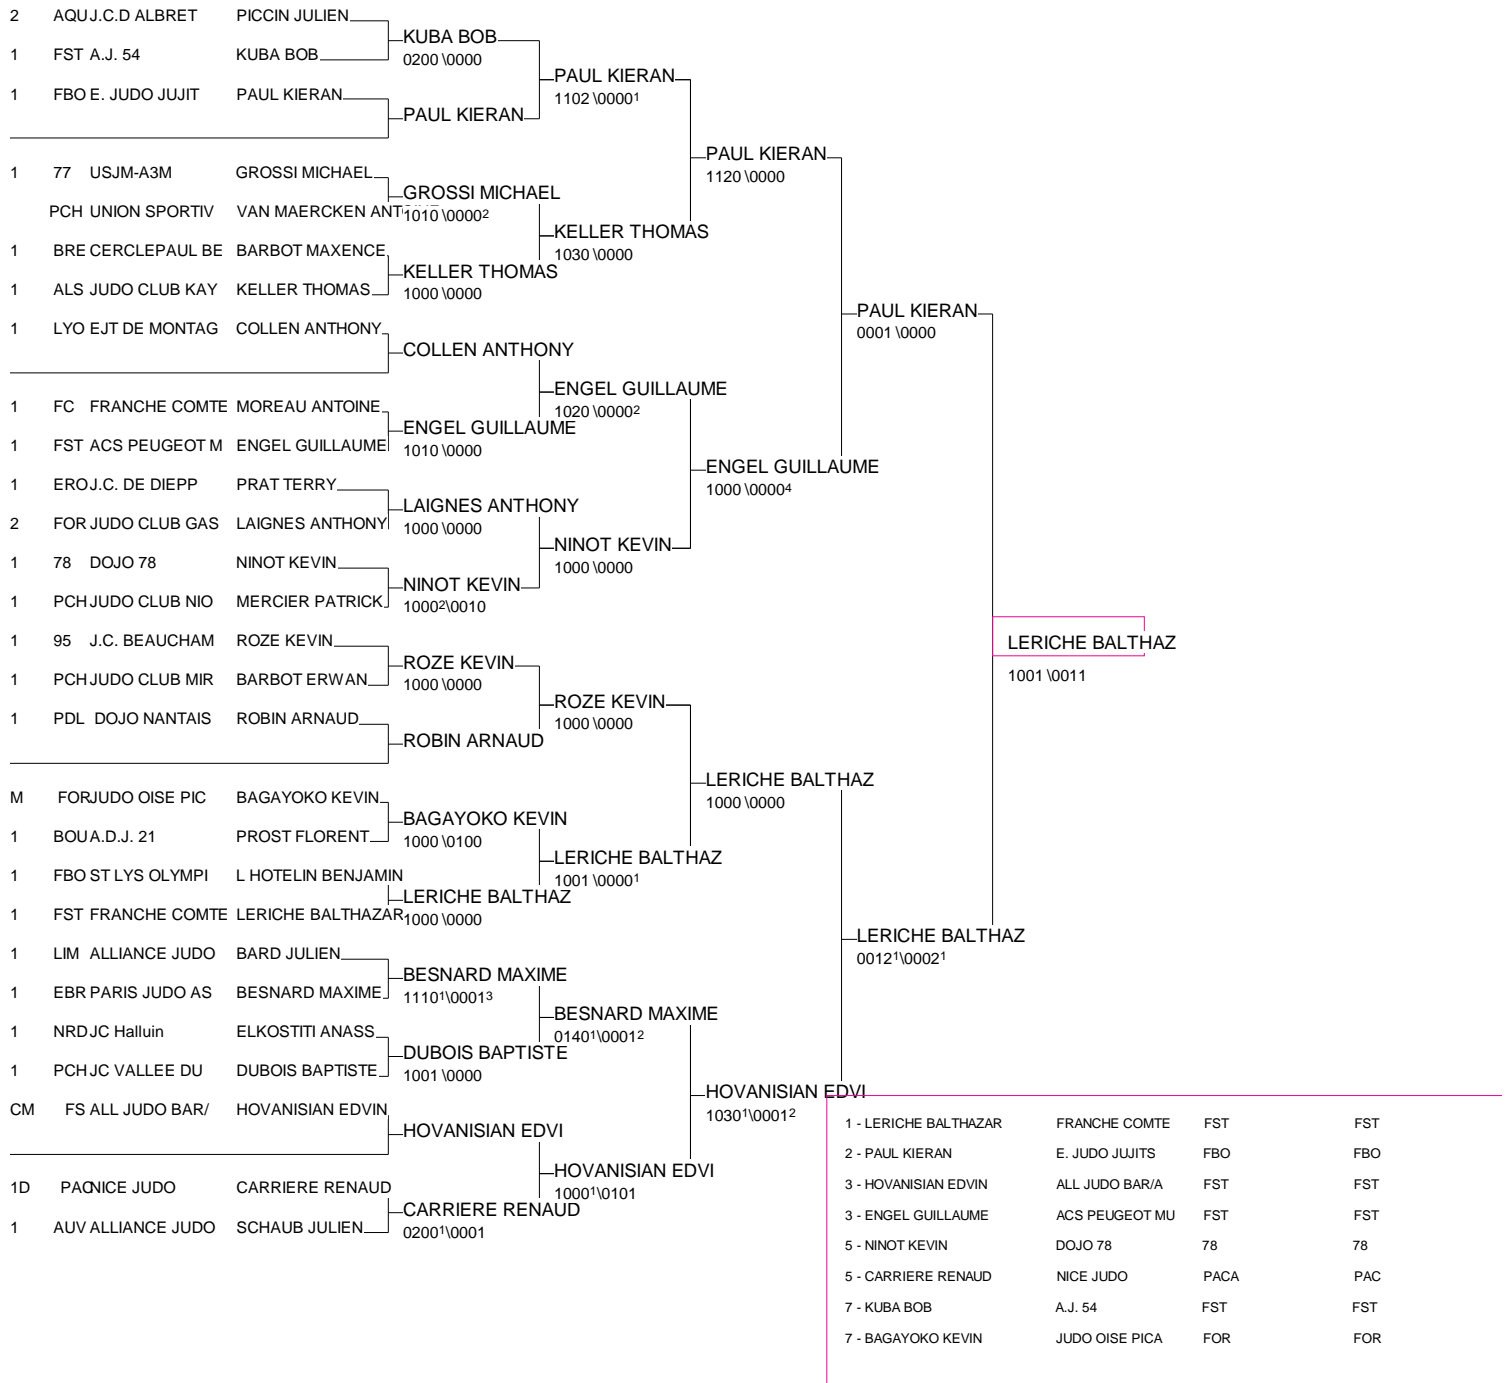 2 AQU J.C.D ALBRET PICCIN JULIEN
KUBA BOB
1 FST A.J. 54 KUBA BOB 0200 \0000
PAUL KIERAN
1 FBO E. JUDO JUJIT PAUL KIERAN 1102 \0000¹
PAUL KIERAN
PAUL KIERAN
1 77 USJM-A3M GROSSI MICHAEL 1120 \0000
GROSSI MICHAEL
PCH UNION SPORTIV VAN MAERCKEN ANT 1010 \0000²
KELLER THOMAS
1 BRE CERCLEPAUL BE BARBOT MAXENCE 1030 \0000
KELLER THOMAS
1 ALS JUDO CLUB KAY KELLER THOMAS 1000 \0000
PAUL KIERAN
1 LYO EJT DE MONTAG COLLEN ANTHONY 0001 \0000
COLLEN ANTHONY
ENGEL GUILLAUME
1 FC FRANCHE COMTE MOREAU ANTOINE 1020 \0000²
ENGEL GUILLAUME
1 FST ACS PEUGEOT M ENGEL GUILLAUME 1010 \0000
ENGEL GUILLAUME
1 ERO J.C. DE DIEPP PRAT TERRY 1000 \0000⁴
LAIGNES ANTHONY
2 FOR JUDO CLUB GAS LAIGNES ANTHONY 1000 \0000
NINOT KEVIN
1 78 DOJO 78 NINOT KEVIN 1000 \0000
NINOT KEVIN
1 PCH JUDO CLUB NIO MERCIER PATRICK 1000²\0010
1 95 J.C. BEAUCHAM ROZE KEVIN LERICHE BALTHAZ
ROZE KEVIN
1 PCH JUDO CLUB MIR BARBOT ERWAN 1000 \0000 1001 \0011
ROZE KEVIN
1 PDL DOJO NANTAIS ROBIN ARNAUD 1000 \0000
ROBIN ARNAUD
LERICHE BALTHAZ
M FOR JUDO OISE PIC BAGAYOKO KEVIN 1000 \0000
BAGAYOKO KEVIN
1 BOU A.D.J. 21 PROST FLORENT 1000 \0100
LERICHE BALTHAZ
1 FBO ST LYS OLYMPI L HOTELIN BENJAMIN 1001 \0000¹
LERICHE BALTHAZ
1 FST FRANCHE COMTE LERICHE BALTHAZAR 1000 \0000
LERICHE BALTHAZ
1 LIM ALLIANCE JUDO BARD JULIEN 0012¹\0002¹
BESNARD MAXIME
1 EBR PARIS JUDO AS BESNARD MAXIME 1110¹\0001³
BESNARD MAXIME
1 NRD JC Halluin ELKOSTITI ANASS 0140¹\0001²
DUBOIS BAPTISTE
1 PCH JC VALLEE DU DUBOIS BAPTISTE 1001 \0000
HOVANISIAN EDVI
CM FS ALL JUDO BAR/ HOVANISIAN EDVIN 1030¹\0001²
HOVANISIAN EDVI
HOVANISIAN EDVI
1D PAC NICE JUDO CARRIERE RENAUD 1000¹\0101
CARRIERE RENAUD
1 AUV ALLIANCE JUDO SCHAUB JULIEN 0200¹\0001
1 - LERICHE BALTHAZAR FRANCHE COMTE FST FST
2 - PAUL KIERAN E. JUDO JUJITS FBO FBO
3 - HOVANISIAN EDVIN ALL JUDO BAR/A FST FST
3 - ENGEL GUILLAUME ACS PEUGEOT MU FST FST
5 - NINOT KEVIN DOJO 78 78 78
5 - CARRIERE RENAUD NICE JUDO PACA PAC
7 - KUBA BOB A.J. 54 FST FST
7 - BAGAYOKO KEVIN JUDO OISE PICA FOR FOR